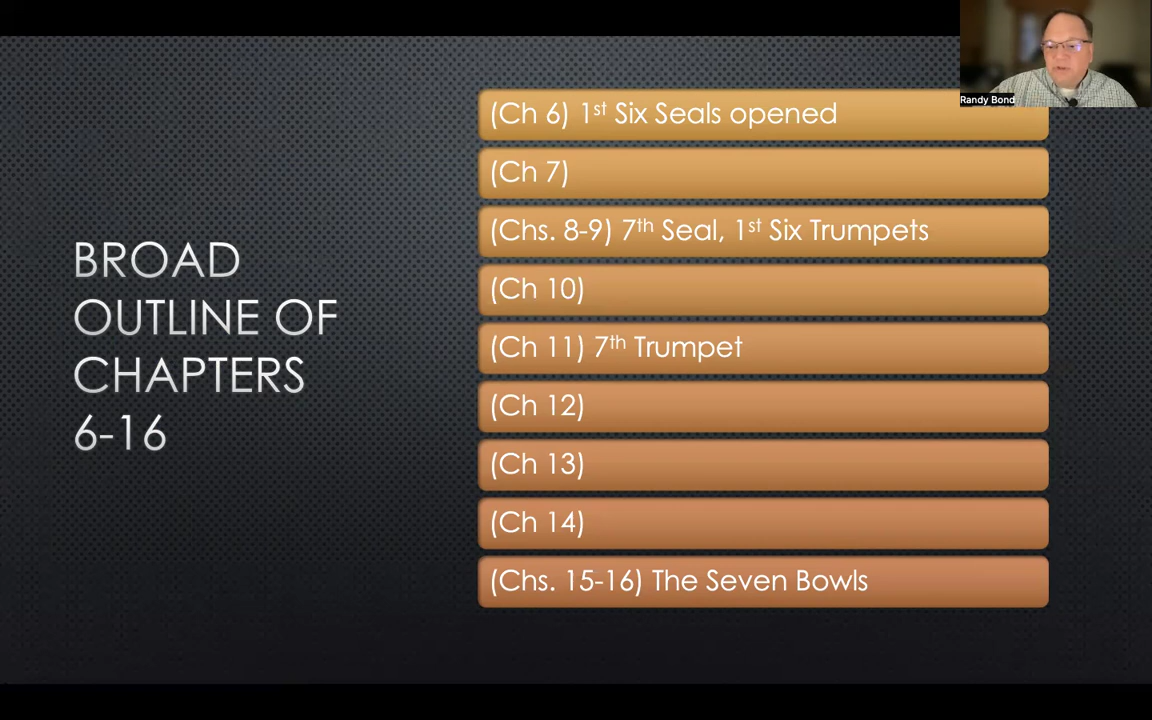 Randy Bond
BROAD
OUTLINE OF
CHAPTERS
6-16
(Ch 6) 1st Six Seals opened
(Ch 7)
(Chs. 8-9) 7th Seal, 1st Six Trumpets
(Ch 10)
(Ch 11) 7th Trumpet
(Ch 12)
(Ch 13)
(Ch 14)
(Chs. 15-16) The Seven Bowls